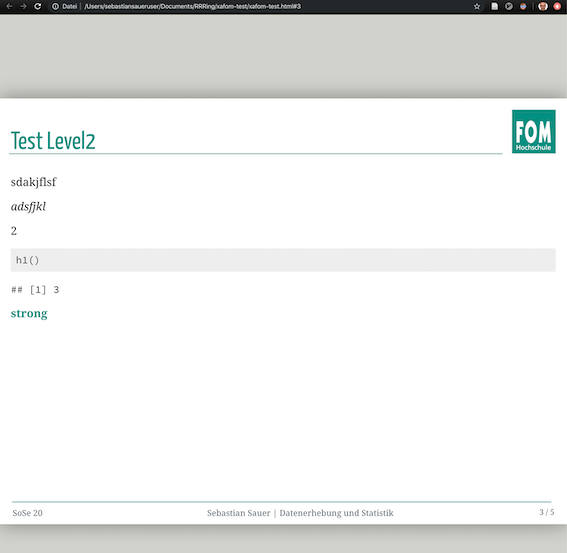 Datei | /Users/sebastiansaueruser/Documents/RRRing/xafom-test/xafom-test.html#3
FOM
Hochschule
Test Level2
sdakjflsf
adsfjkl
2
h1()
## [1] 3
strong
SoSe 20
Sebastian Sauer | Datenerhebung und Statistik
3 / 5